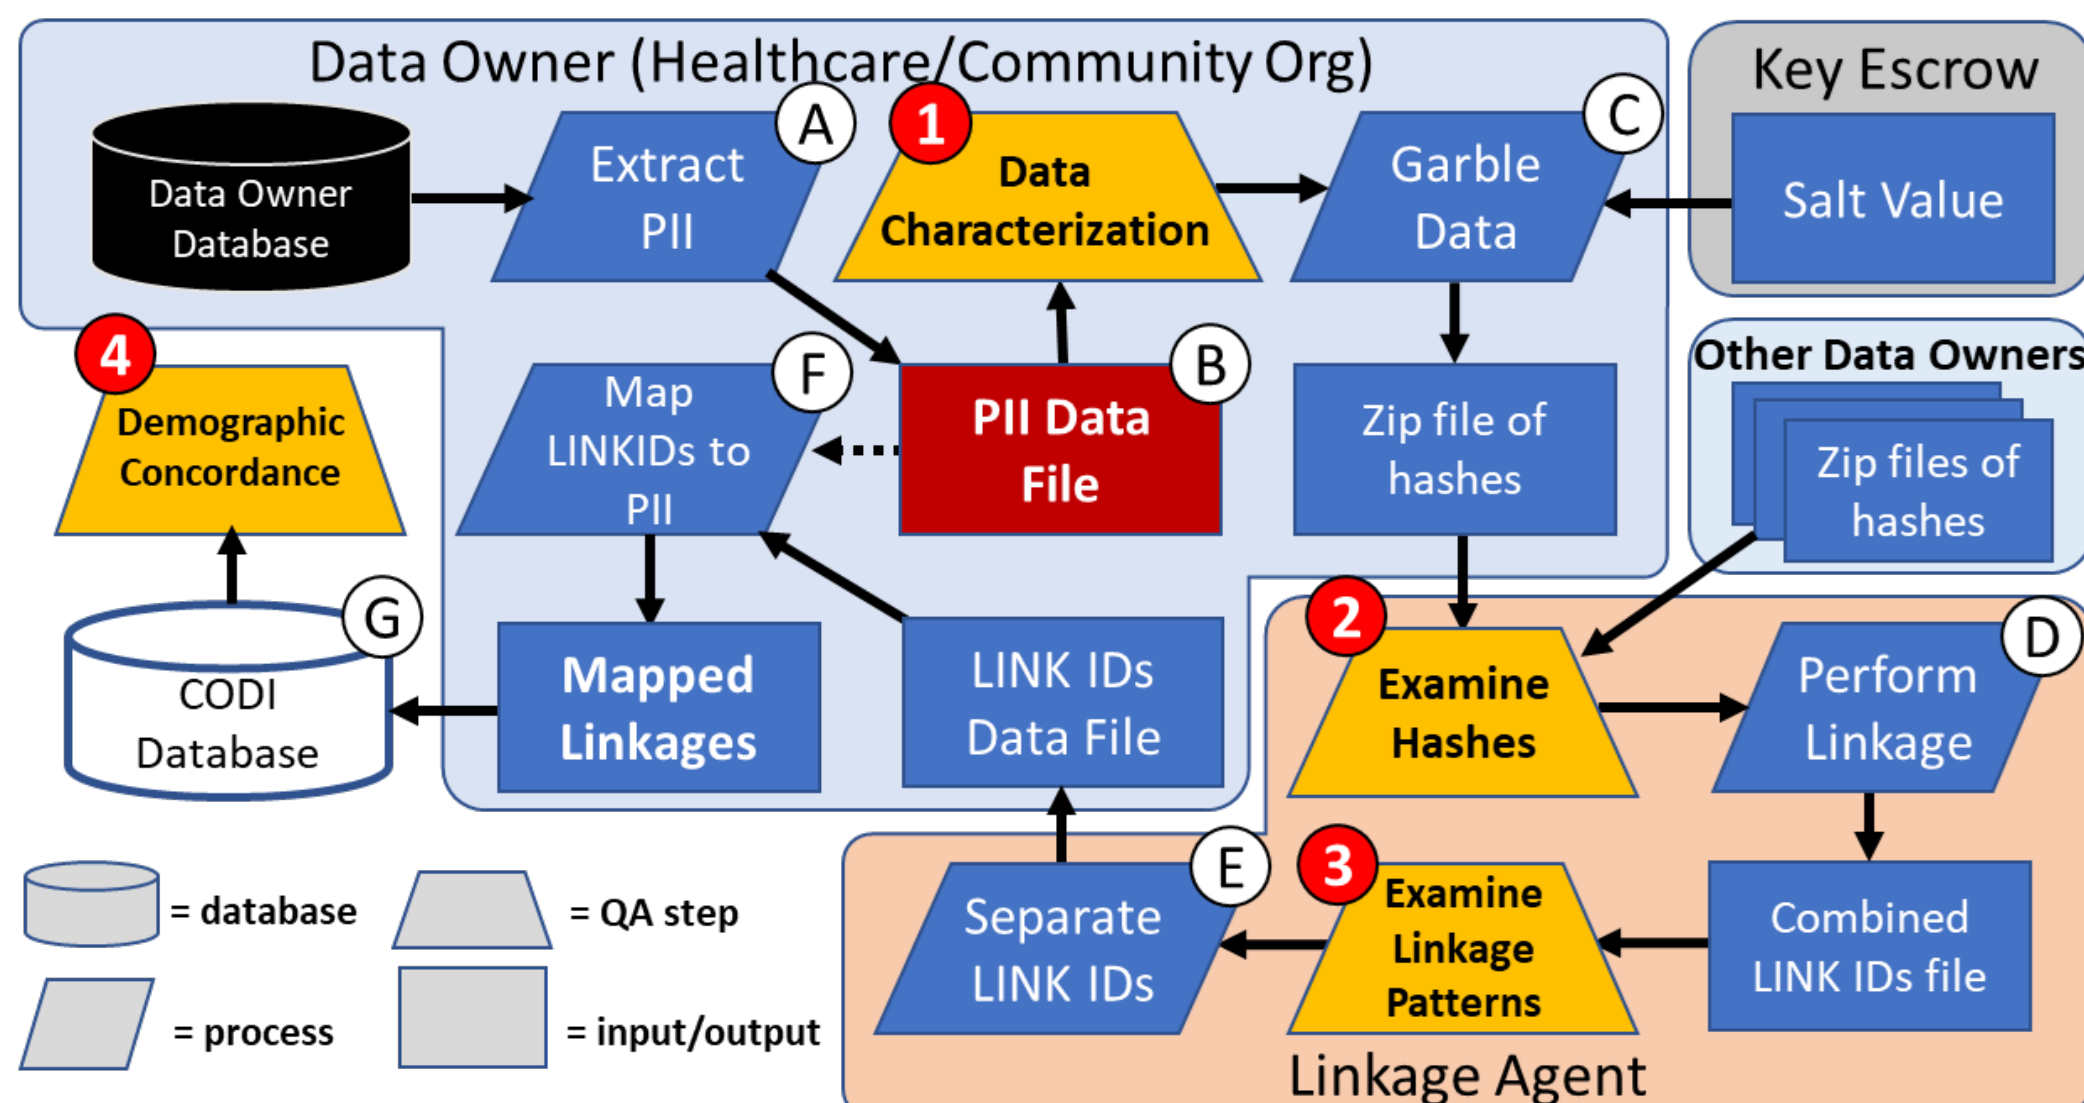 Data Owner (Healthcare/Community Org)
Key Escrow
Data Owner
Database
A
Extract
PII
1
Data
Characterization
C
Garble
Data
Salt Value
4
Demographic
Concordance
F
Map
LINKIDs to
PII
B
PII Data
File
Zip file of
hashes
Other Data Owners
Zip files of
hashes
G
CODI
Database
Mapped
Linkages
LINK IDs
Data File
2
Examine
Hashes
D
Perform
Linkage
E
Separate
LINK IDs
3
Examine
Linkage
Patterns
Combined
LINK IDs file
Linkage Agent
= database
= QA step
= process
= input/output